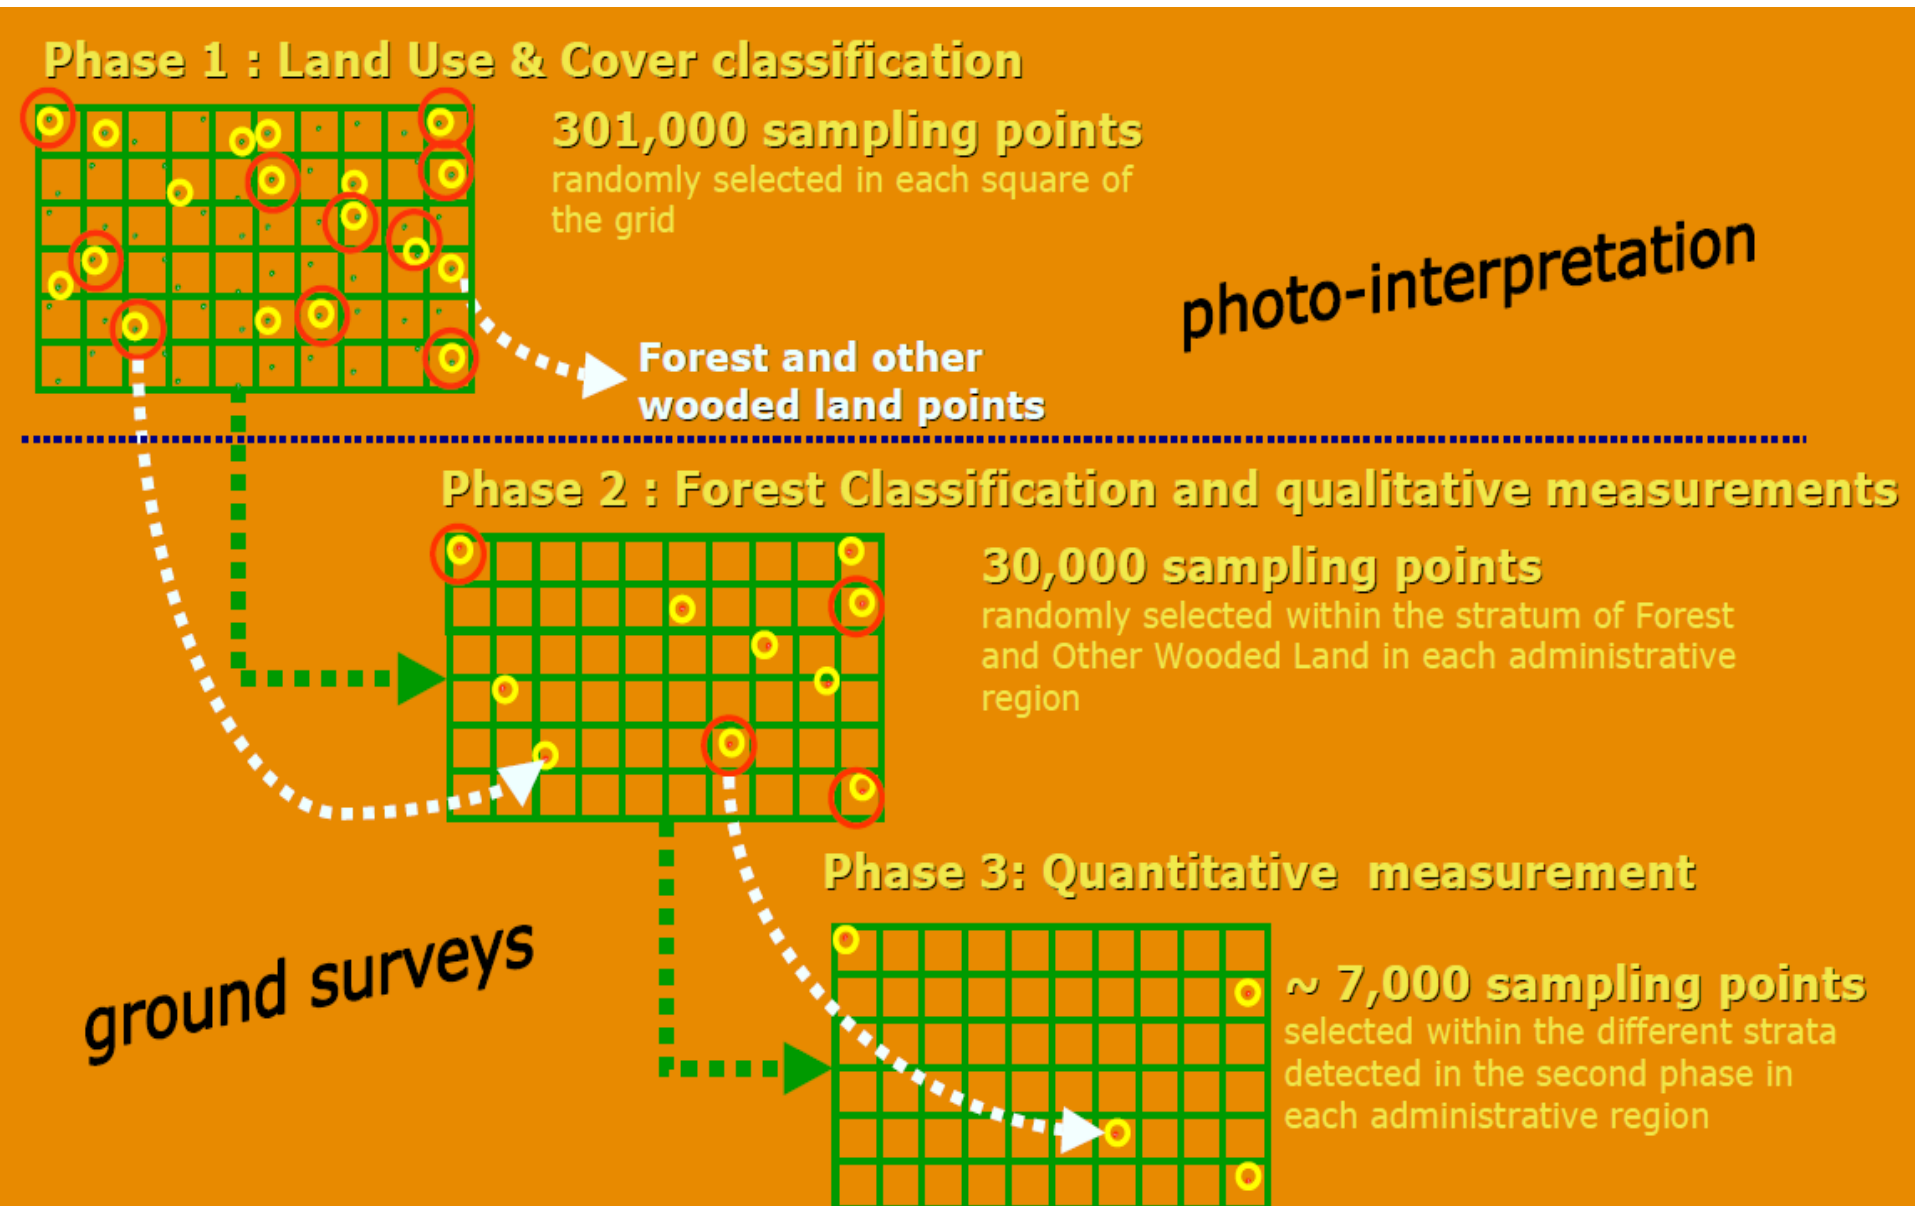 Phase 1 : Land Use & Cover classification
301,000 sampling points
randomly selected in each square of
the grid
photo-interpretation
Forest and other
wooded land points
Phase 2 : Forest Classification and qualitative measurements
30,000 sampling points
randomly selected within the stratum of Forest
and Other Wooded Land in each administrative
region
Phase 3: Quantitative measurement
ground surveys
~ 7,000 sampling points
selected within the different strata
detected in the second phase in
each administrative region